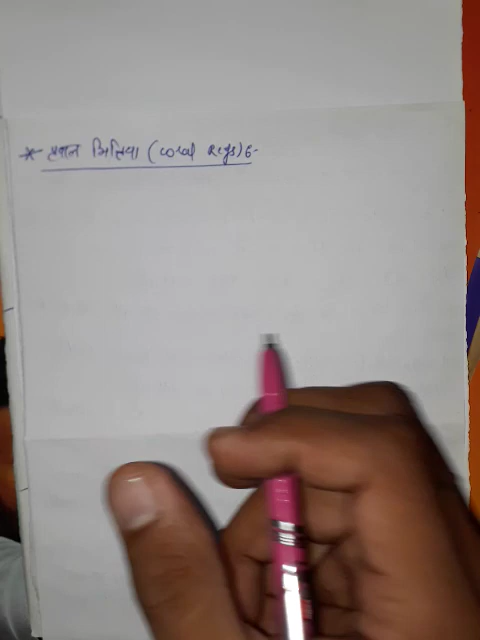 * प्रवाल भित्तियां (coral reefs) :-